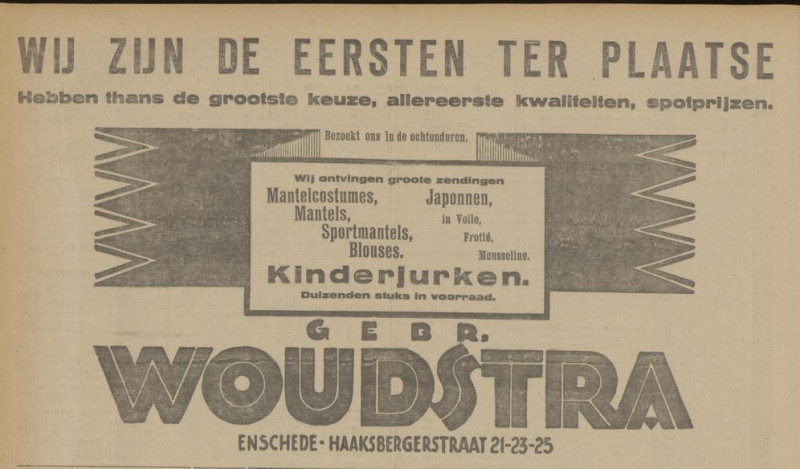 WIJ ZIJN DE EERSTEN TER PLAATSE
Hebben thans de grootste keuze, allereerste kwaliteiten, spotprijzen.
Bezoekt ons in de ochtenduren.
Wij ontvingen groote zendingen
Mantelcostumes, Japonnen,
Mantels, in Voile,
Sportmantels, Frotté,
Blouses. Mousseline.
Kinderjurken.
Duizenden stuks in voorraad.
GEBR.
WOUDSTRA
ENSCHEDE · HAAKSBERGERSTRAAT 21-23-25